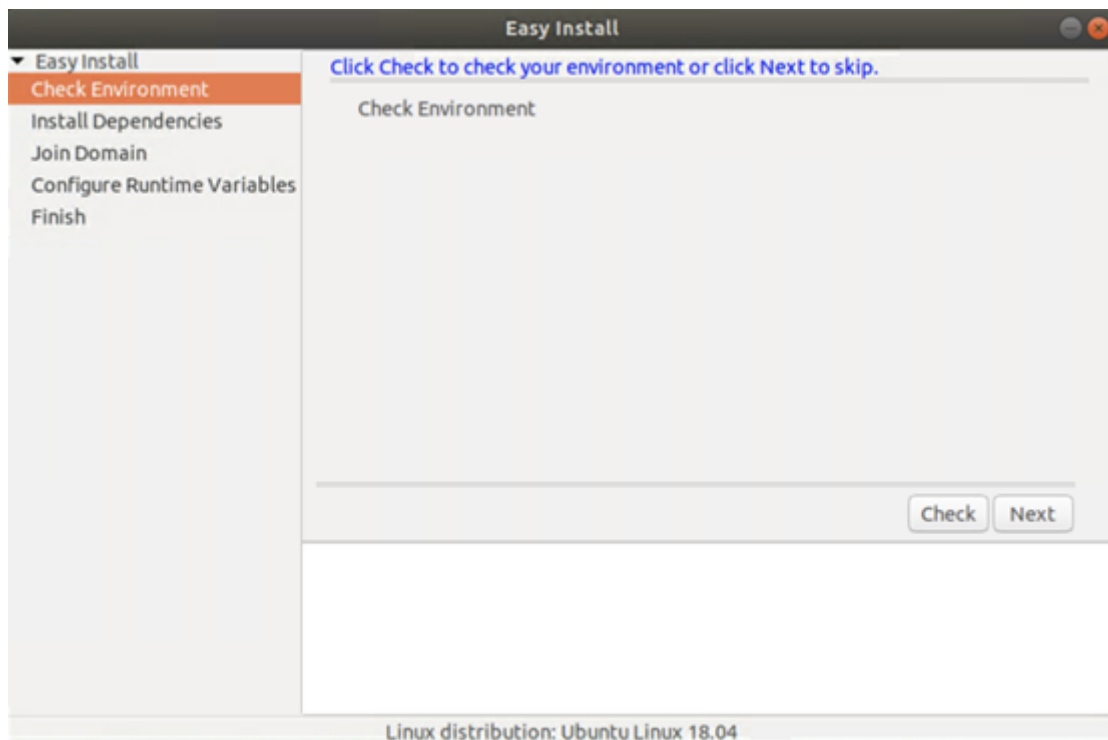 Easy Install
Easy Install
Check Environment
Install Dependencies
Join Domain
Configure Runtime Variables
Finish
Click Check to check your environment or click Next to skip.
Check Environment
Check
Next
Linux distribution: Ubuntu Linux 18.04